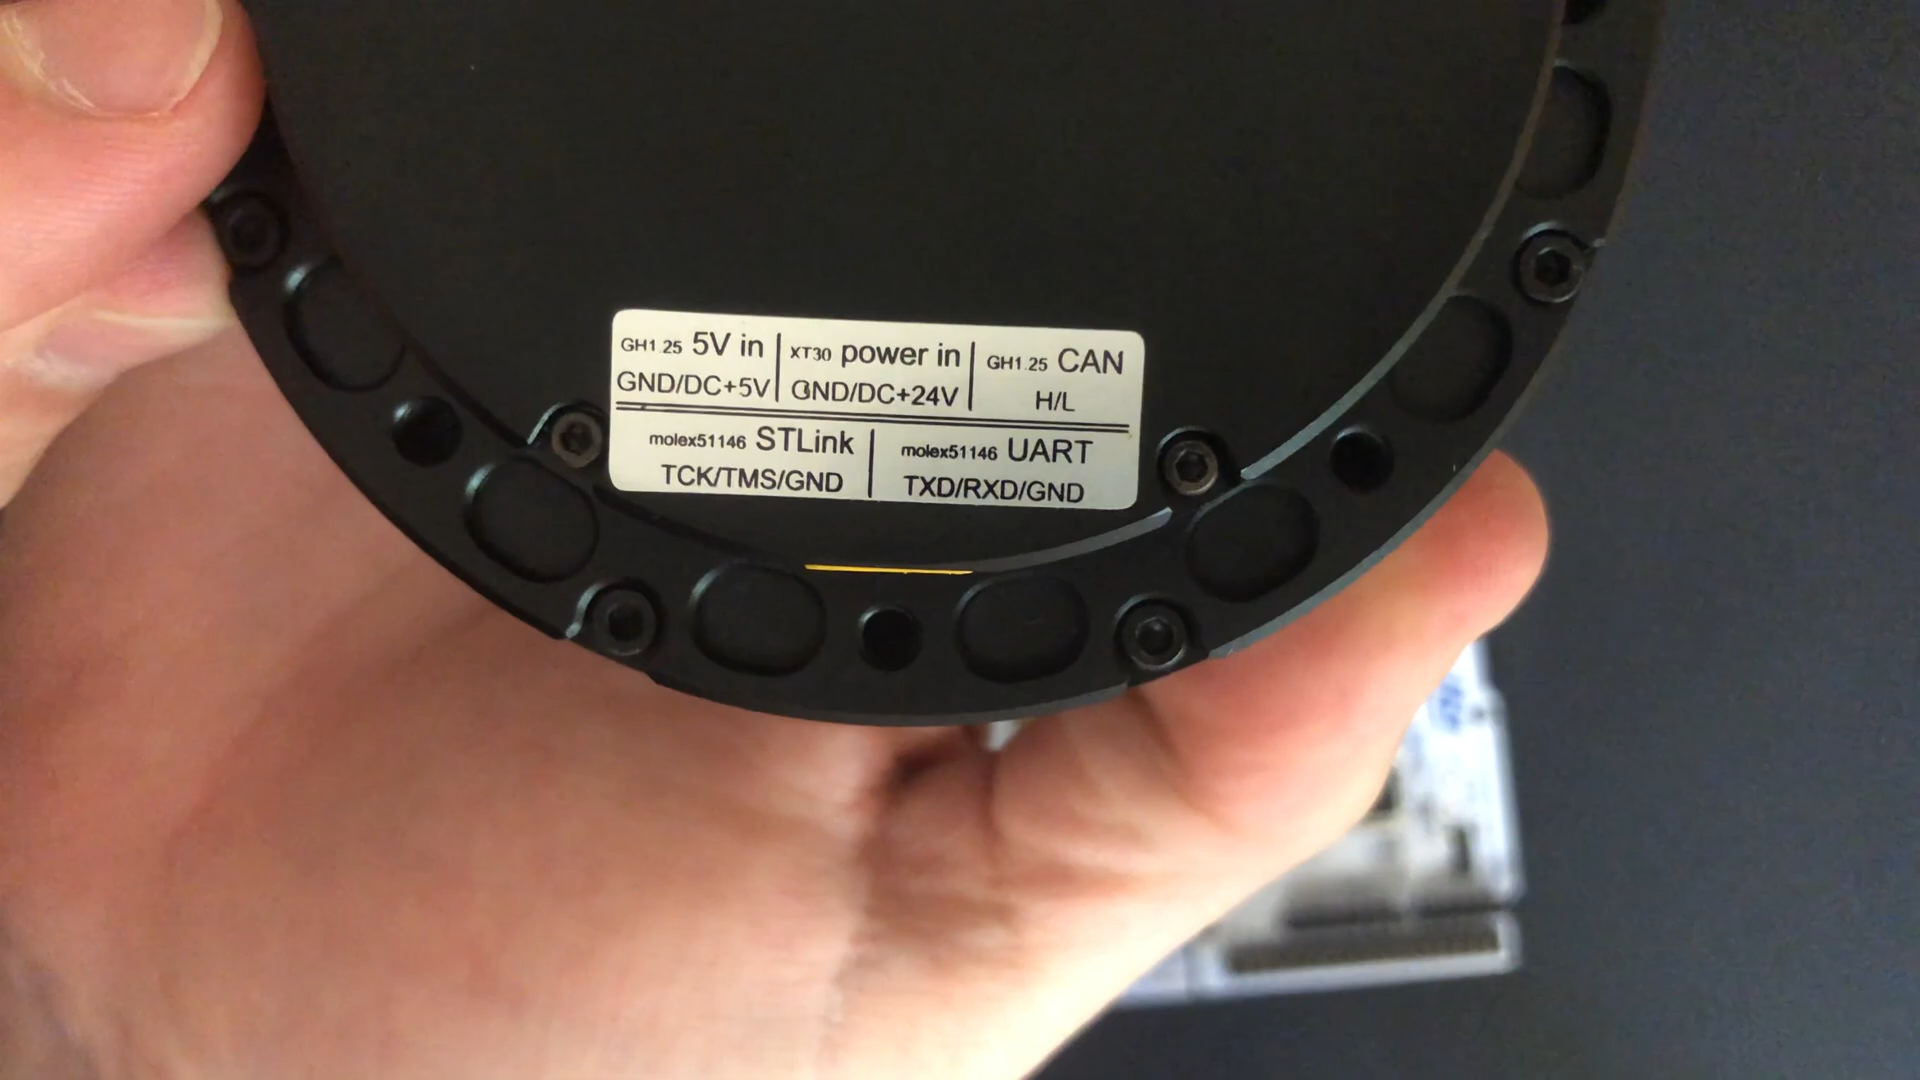 GH1.25 5V in | XT30 power in | GH1.25 CAN
GND/DC+5V | GND/DC+24V | H/L
molex51146 STLink | molex51146 UART
TCK/TMS/GND | TXD/RXD/GND